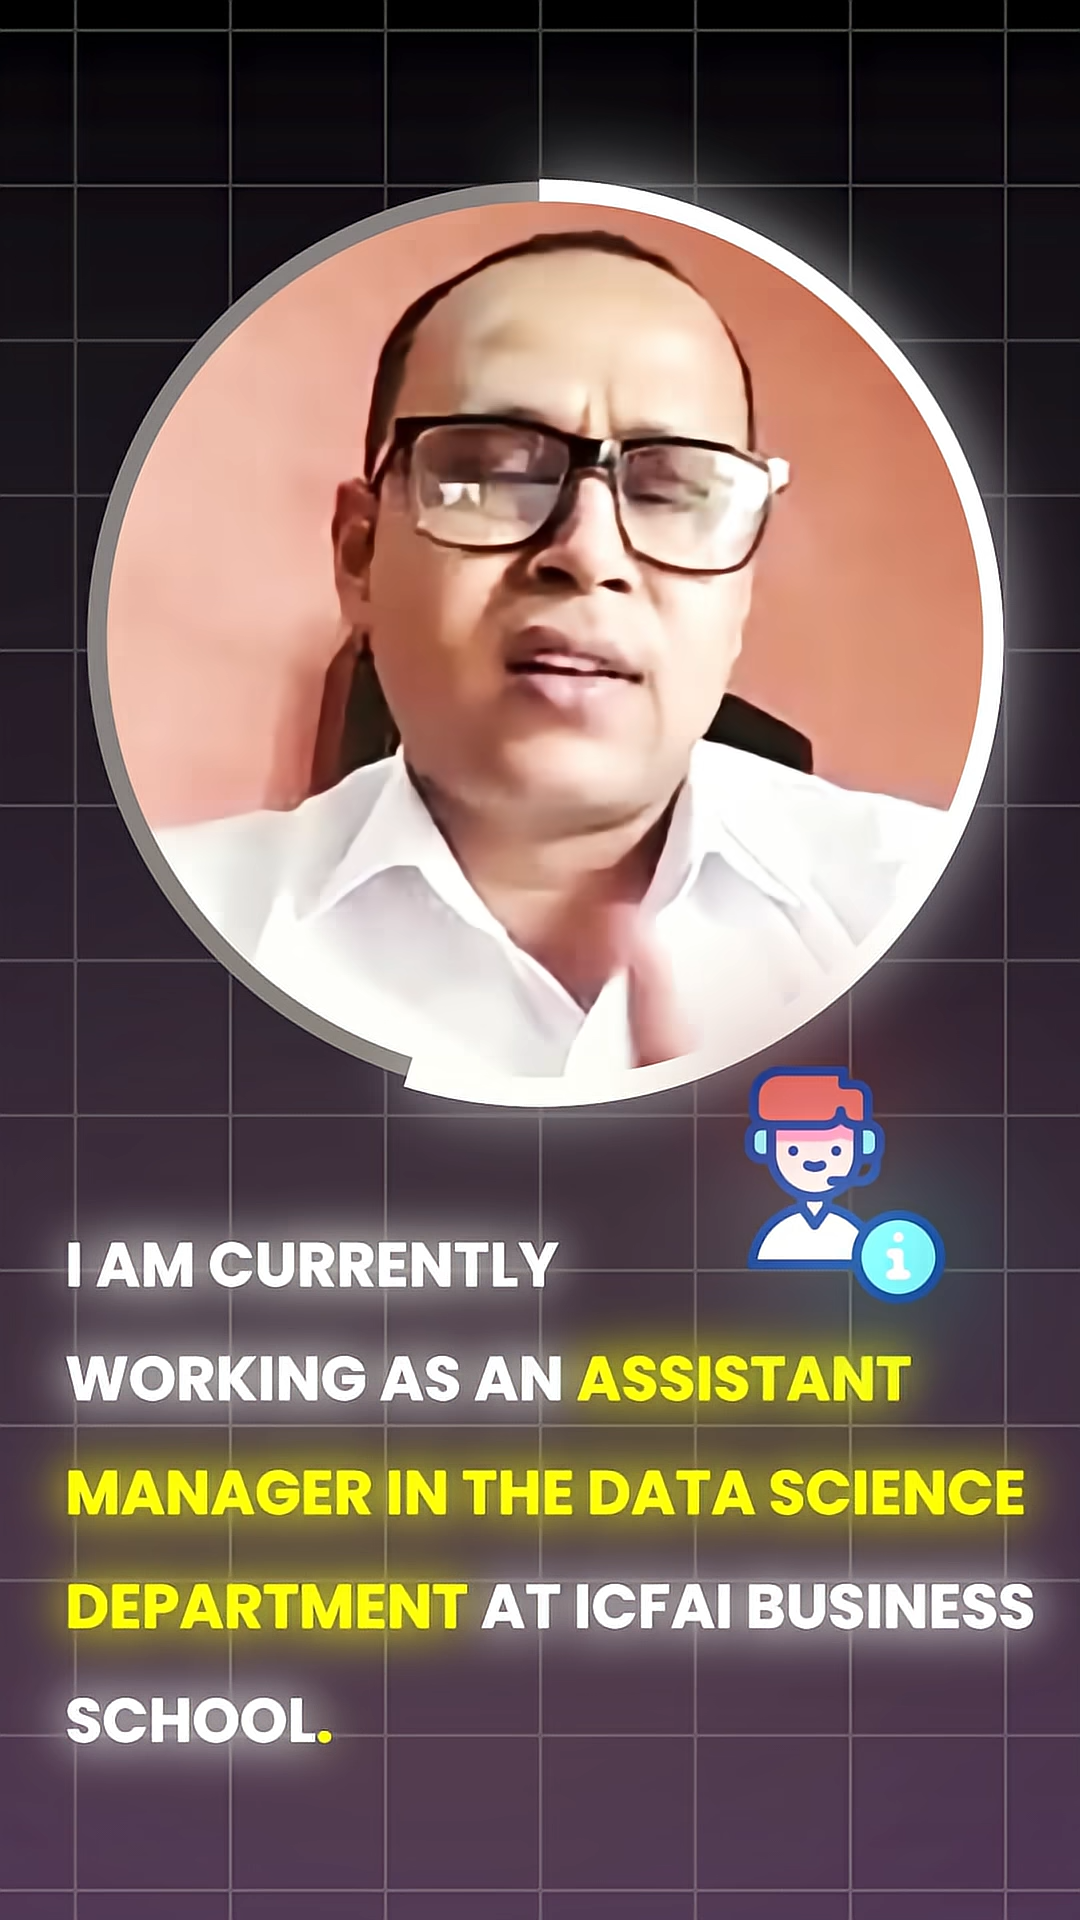 I AM CURRENTLY
WORKING AS AN ASSISTANT
MANAGER IN THE DATA SCIENCE
DEPARTMENT AT ICFAI BUSINESS
SCHOOL.
i